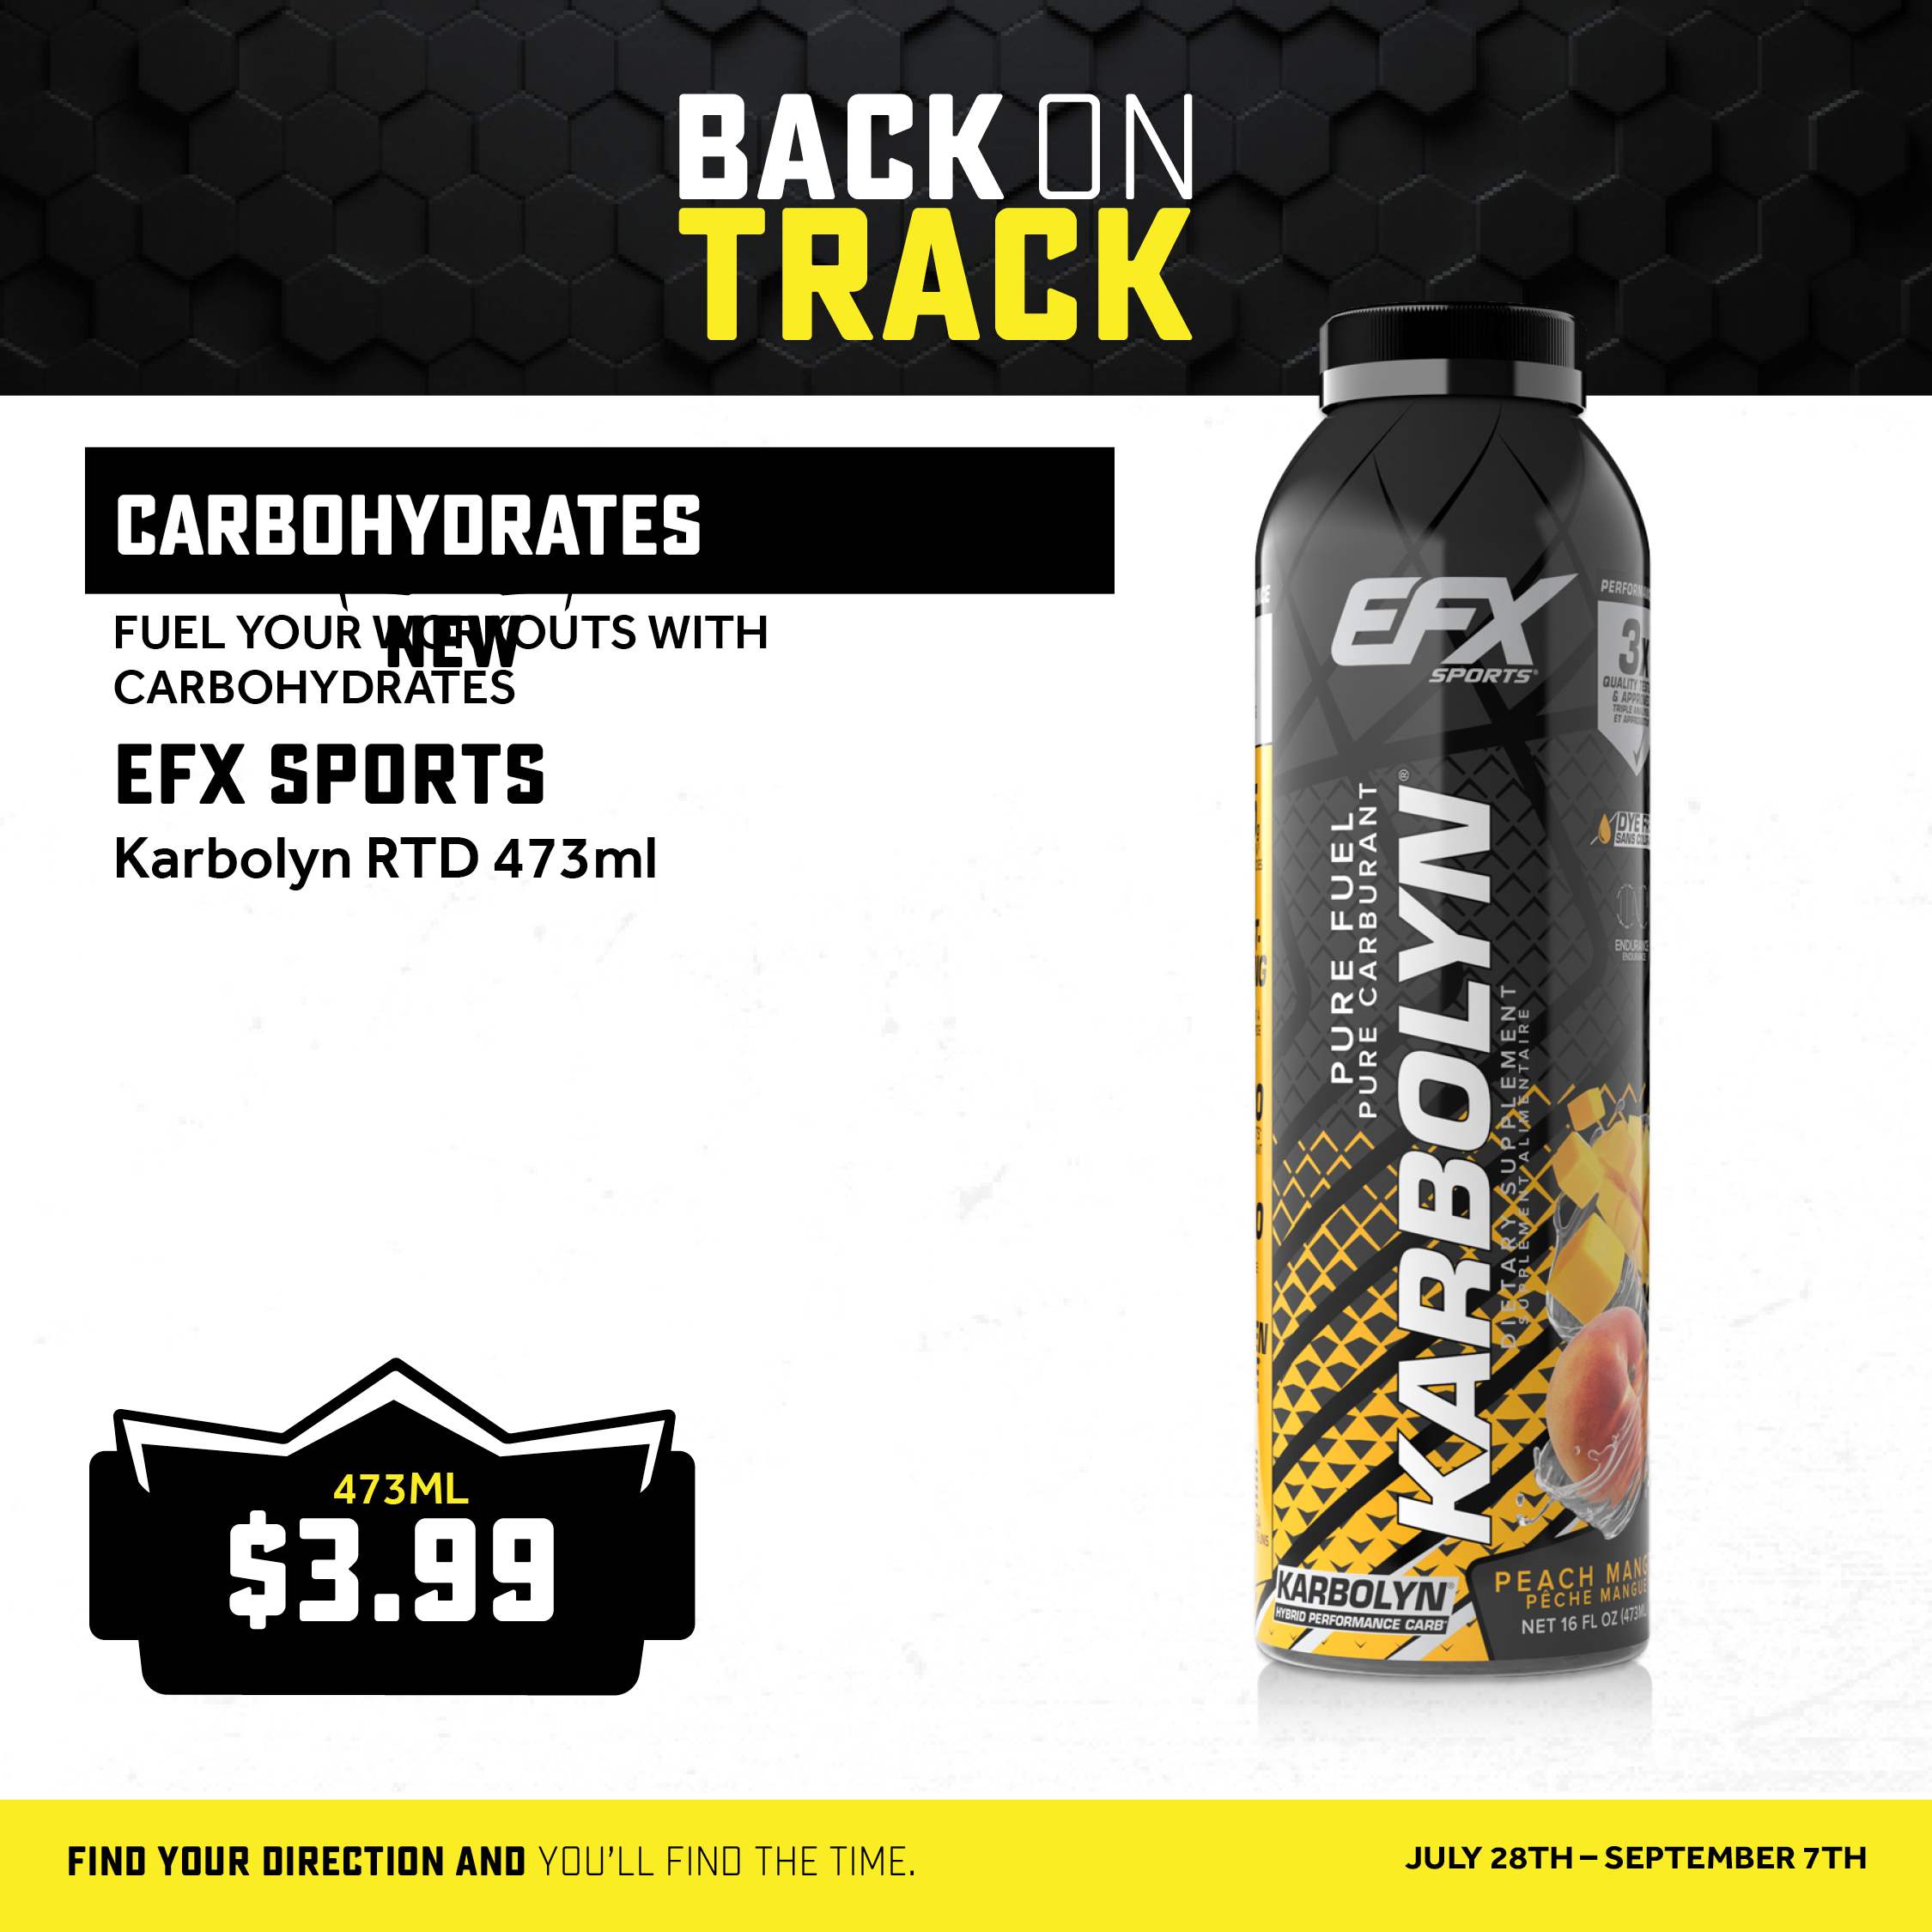 BACK ON
TRACK
CARBOHYDRATES
FUEL YOUR WORKOUTS WITH
NEW
CARBOHYDRATES
EFX SPORTS
Karbolyn RTD 473ml
473ML
$3.99
EFX
SPORTS
3X
PURE FUEL
PURE CARBURANT
KARBOLYN®
DIETARY SUPPLEMENT
SUPPLÉMENT ALIMENTAIRE
KARBOLYN
HYBRID PERFORMANCE CARB
PEACH
PÊCHE
NET 16 FL OZ (473ML
FIND YOUR DIRECTION AND YOU'LL FIND THE TIME.
JULY 28TH – SEPTEMBER 7TH